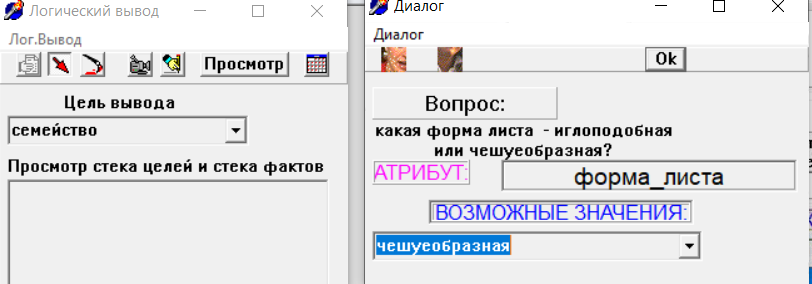 Логический вывод
Лог.Вывод
Просмотр
Цель вывода
семейство
Просмотр стека целей и стека фактов
Диалог
Диалог
Ok
Вопрос:
какая форма листа - иглоподобная
или чешуеобразная?
АТРИБУТ:
форма_листа
ВОЗМОЖНЫЕ ЗНАЧЕНИЯ:
чешуеобразная